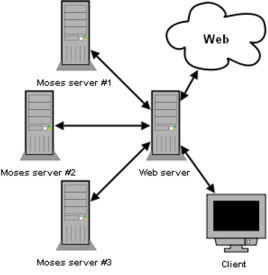 Web
Moses server #1
Moses server #2
Web server
Moses server #3
Client